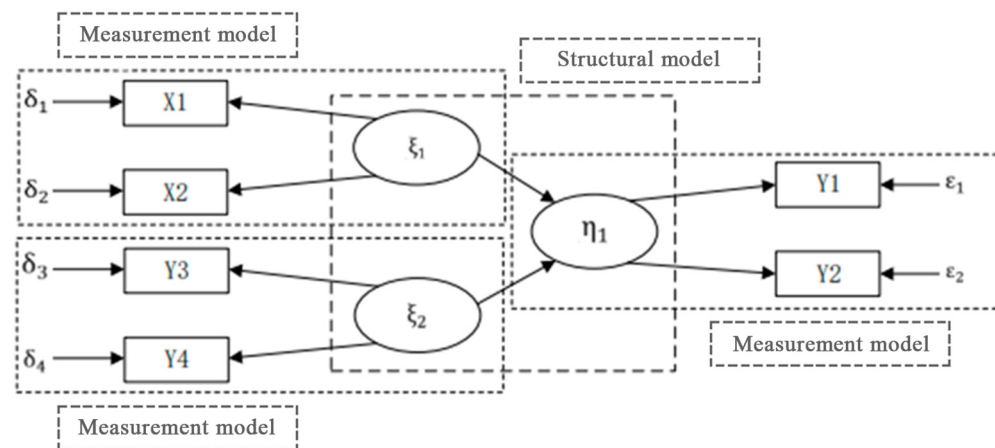 Measurement model
Structural model
δ₁
X1
ξ₁
δ₂
X2
Y1
ε₁
η₁
δ₃
Y3
Y2
ε₂
ξ₂
δ₄
Y4
Measurement model
Measurement model